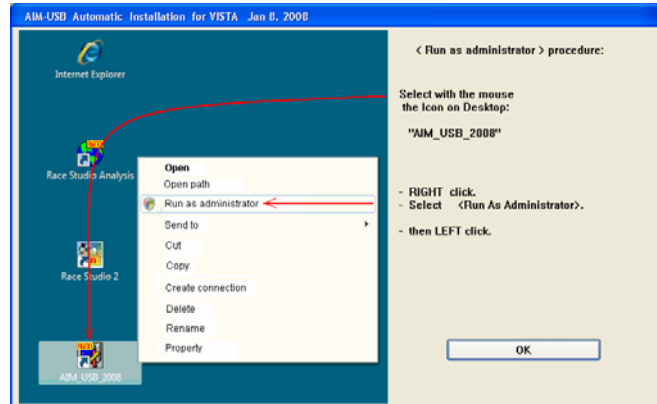 AIM-USB Automatic Installation for VISTA Jan 8. 2008
Internet Explorer
Race Studio Analysis
Race Studio 2
AIM_USB_2008
Open
Open path
Run as administrator
Send to
Cut
Copy
Create connection
Delete
Rename
Property
< Run as administrator > procedure:
Select with the mouse
the Icon on Desktop:
"AIM_USB_2008"
- RIGHT click.
- Select <Run As Administrator>.
- then LEFT click.
OK